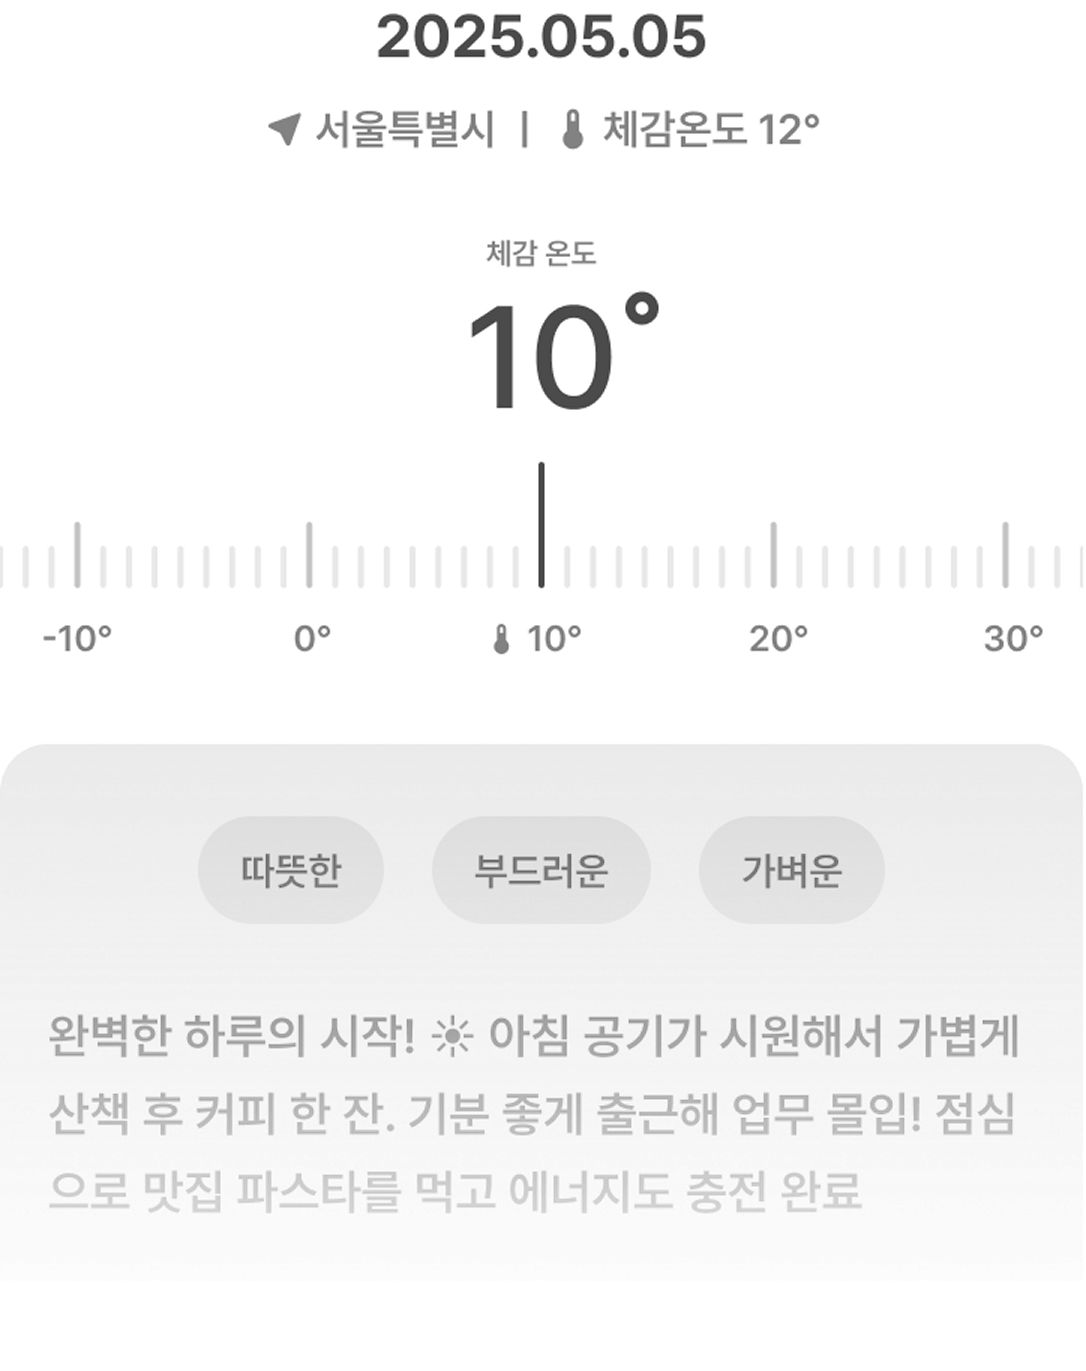 2025.05.05
서울특별시 | 체감온도 12°
체감 온도
10°
-10° 0° 10° 20° 30°
따뜻한 부드러운 가벼운
완벽한 하루의 시작! ☀ 아침 공기가 시원해서 가볍게
산책 후 커피 한 잔. 기분 좋게 출근해 업무 몰입! 점심
으로 맛집 파스타를 먹고 에너지도 충전 완료